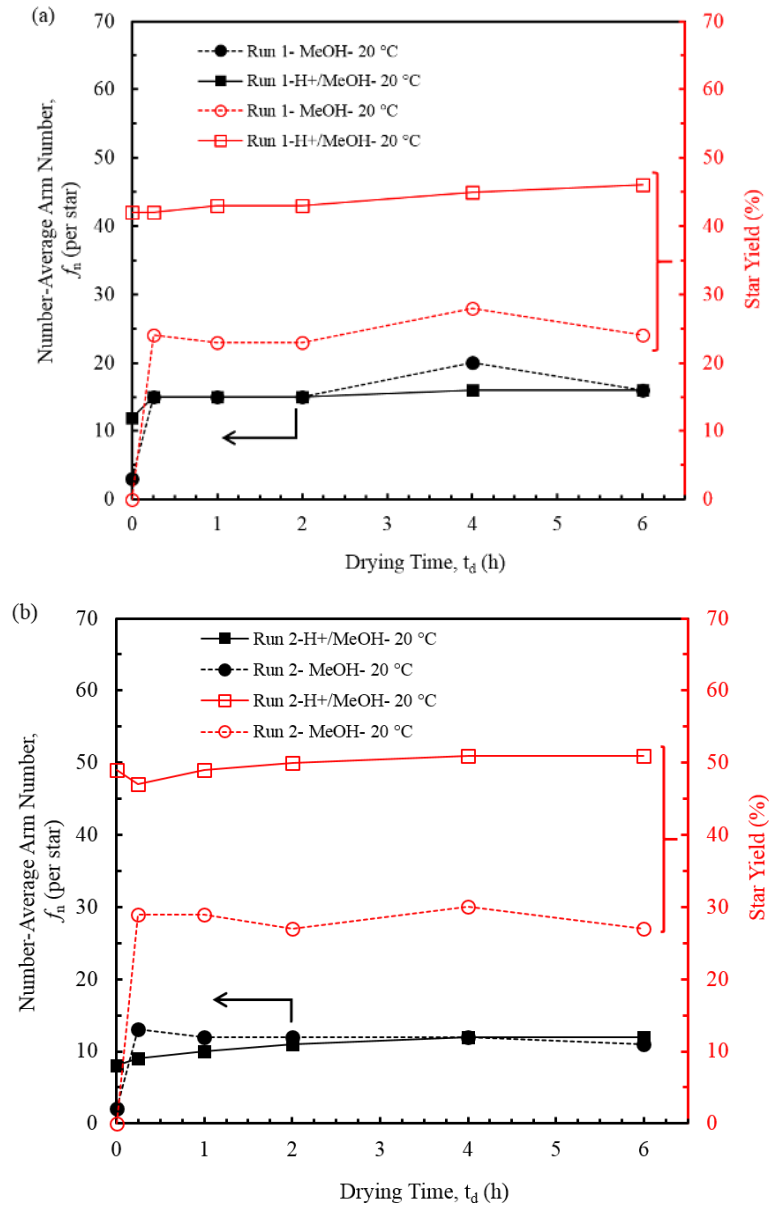 (a)
Number-Average Arm Number,
fn (per star)
70
60
50
40
30
20
10
0
Run 1- MeOH- 20 °C
Run 1-H+/MeOH- 20 °C
Run 1- MeOH- 20 °C
Run 1-H+/MeOH- 20 °C
70
60
50
40
30
20
10
0
Star Yield (%)
0 1 2 3 4 5 6
Drying Time, td (h)
(b)
Number-Average Arm Number,
fn (per star)
70
60
50
40
30
20
10
0
Run 2-H+/MeOH- 20 °C
Run 2- MeOH- 20 °C
Run 2-H+/MeOH- 20 °C
Run 2- MeOH- 20 °C
70
60
50
40
30
20
10
0
Star Yield (%)
0 1 2 3 4 5 6
Drying Time, td (h)